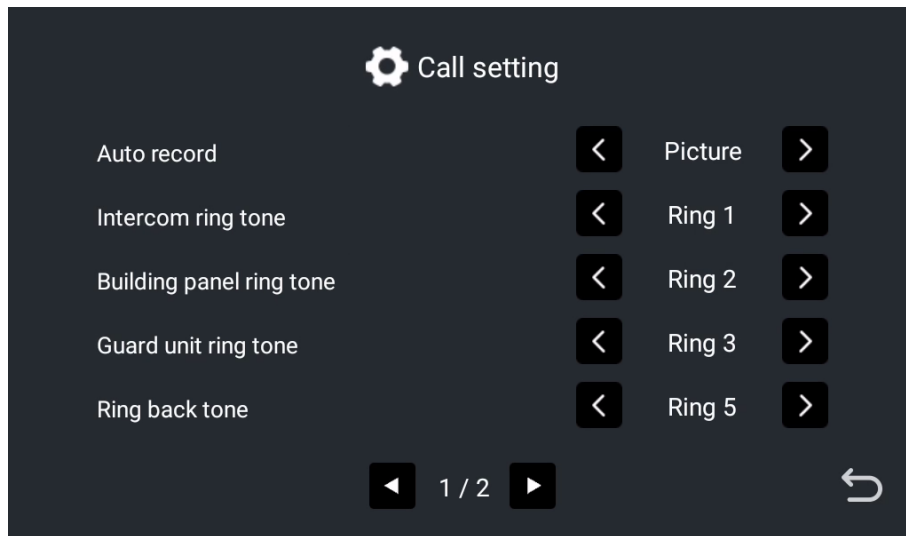 Call setting
Auto record Picture
Intercom ring tone Ring 1
Building panel ring tone Ring 2
Guard unit ring tone Ring 3
Ring back tone Ring 5
1 / 2